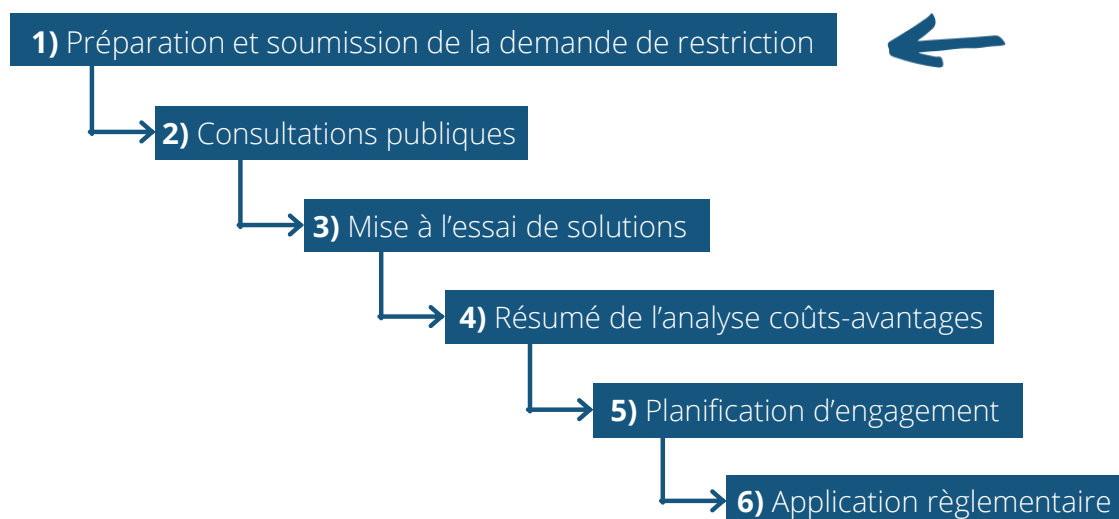 1) Préparation et soumission de la demande de restriction
2) Consultations publiques
3) Mise à l’essai de solutions
4) Résumé de l’analyse coûts-avantages
5) Planification d’engagement
6) Application règlementaire